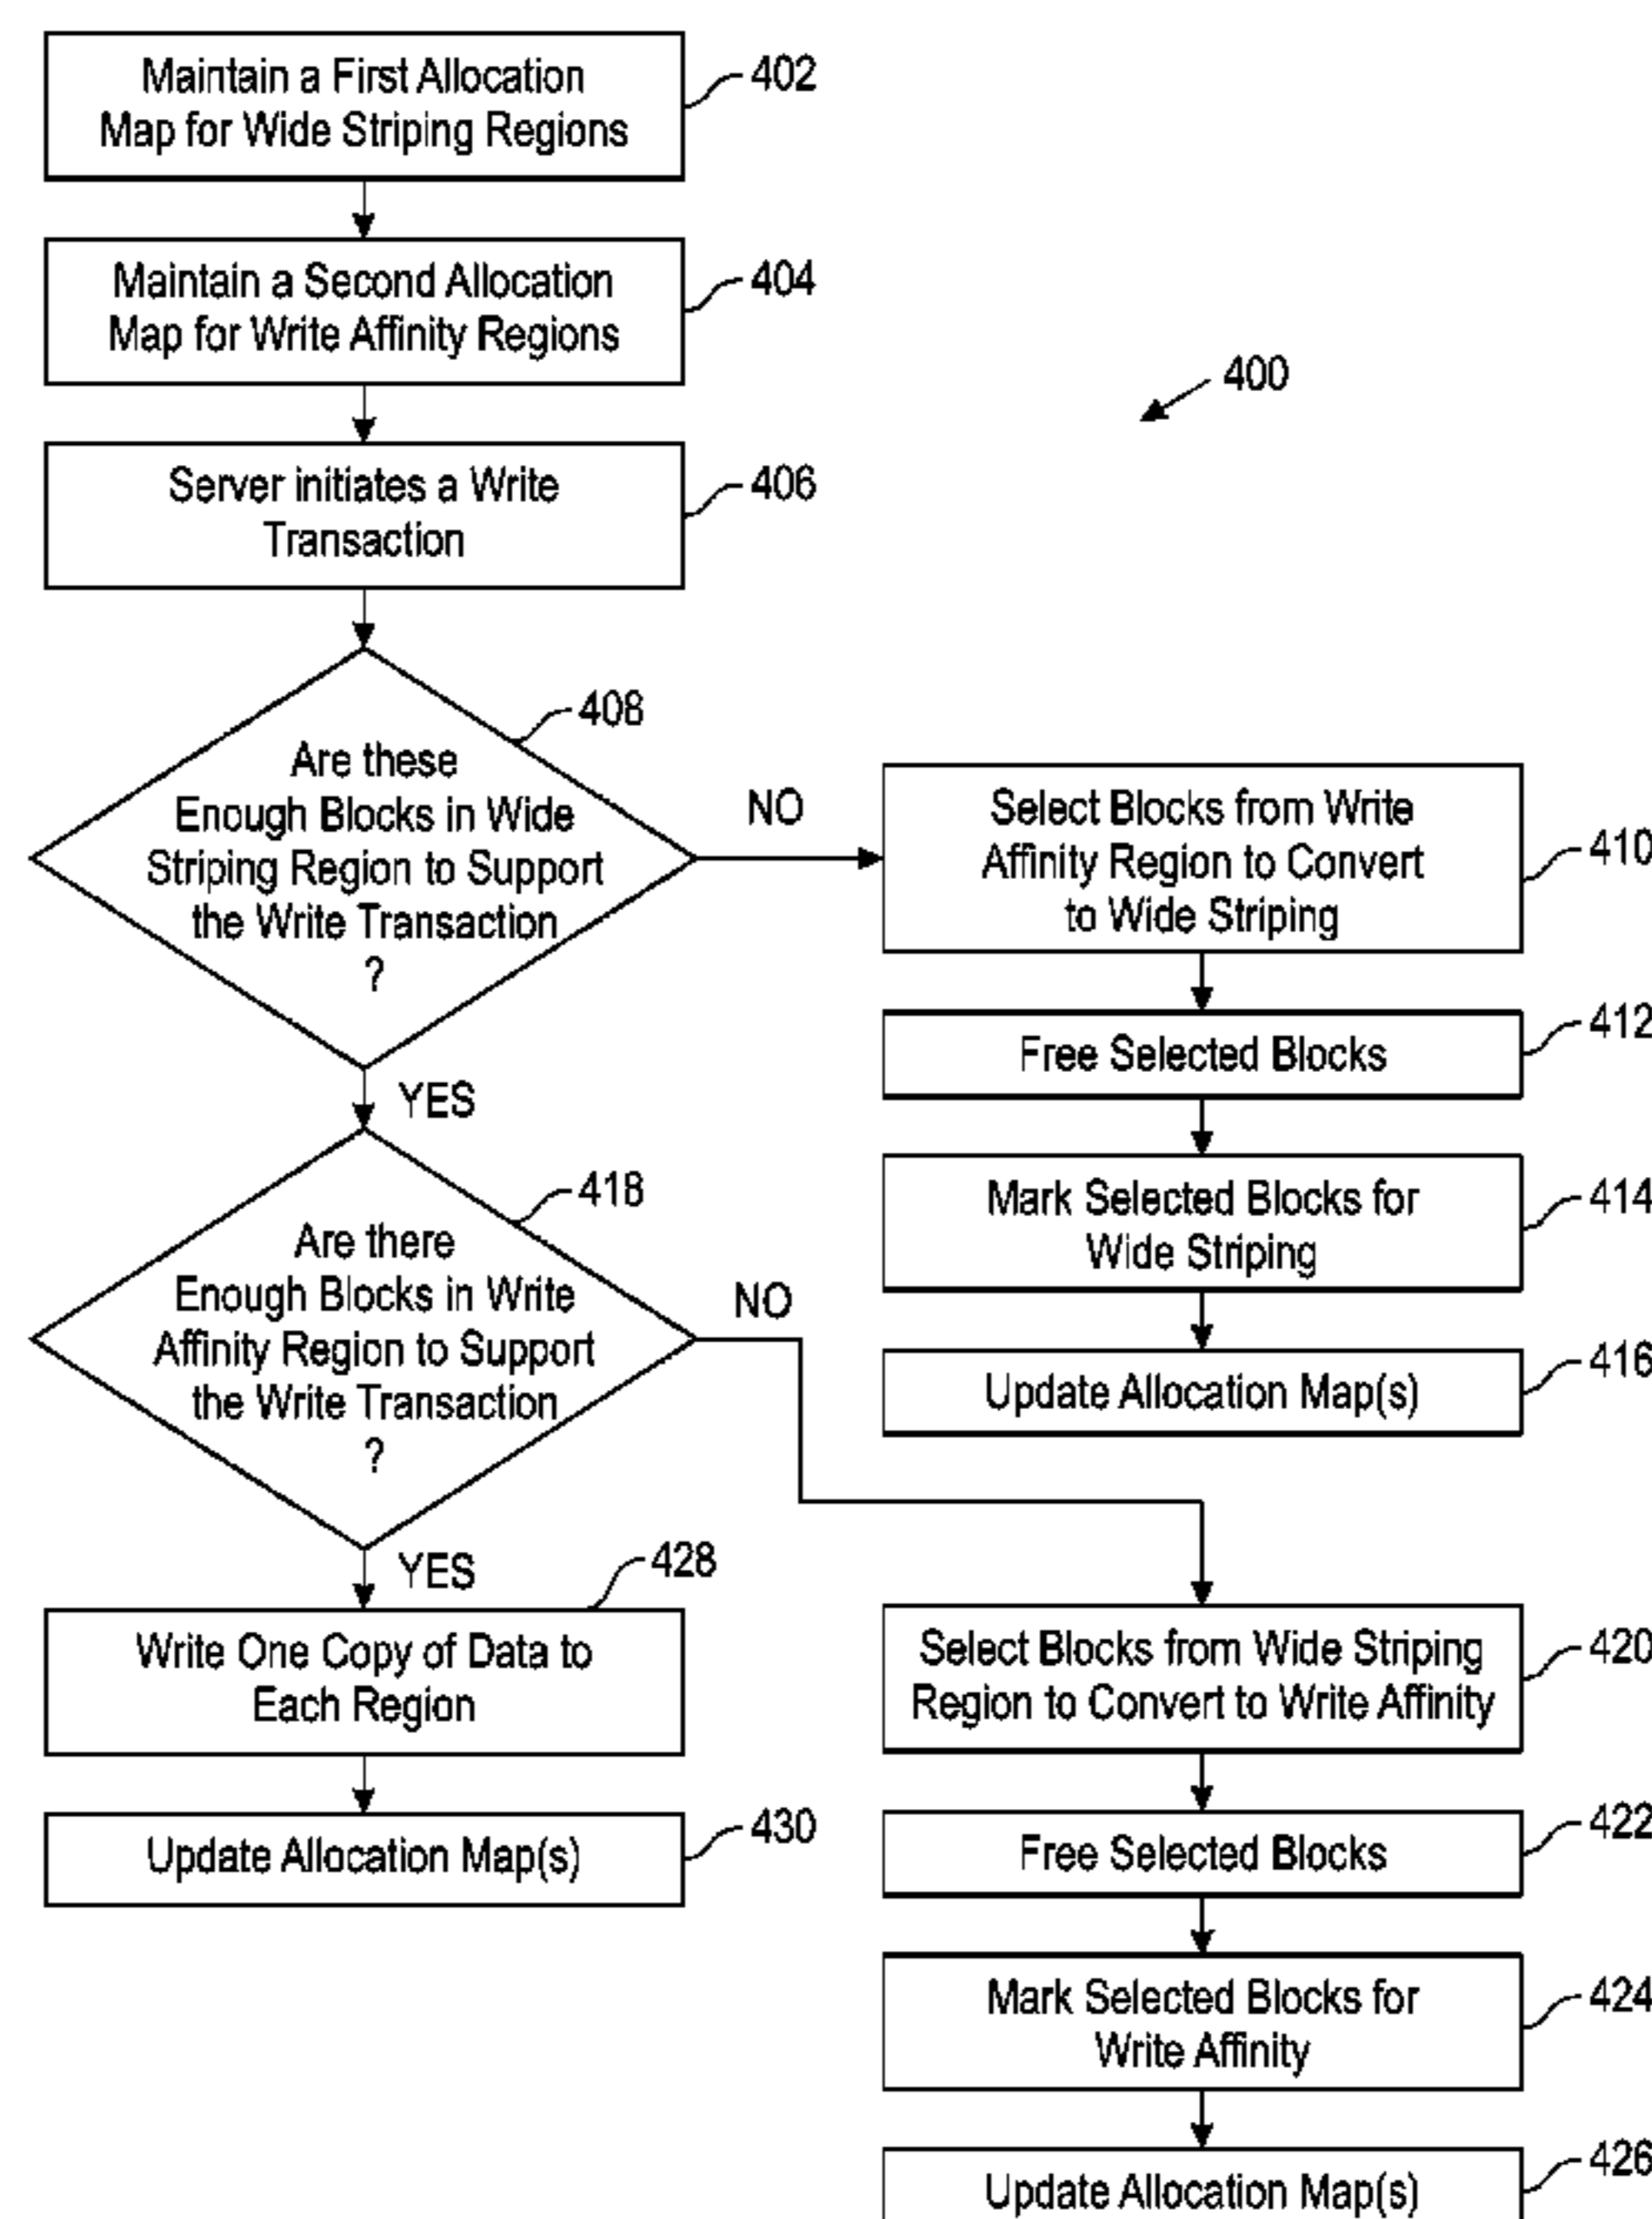 Maintain a First Allocation
Map for Wide Striping Regions
402
Maintain a Second Allocation
Map for Write Affinity Regions
404
400
Server initiates a Write
Transaction
406
408
Are these
Enough Blocks in Wide
Striping Region to Support
the Write Transaction
?
NO
YES
Select Blocks from Write
Affinity Region to Convert
to Wide Striping
410
Free Selected Blocks
412
Mark Selected Blocks for
Wide Striping
414
Update Allocation Map(s)
416
418
Are there
Enough Blocks in Write
Affinity Region to Support
the Write Transaction
?
NO
YES
428
Write One Copy of Data to
Each Region
Update Allocation Map(s)
430
Select Blocks from Wide Striping
Region to Convert to Write Affinity
420
Free Selected Blocks
422
Mark Selected Blocks for
Write Affinity
424
Update Allocation Map(s)
426